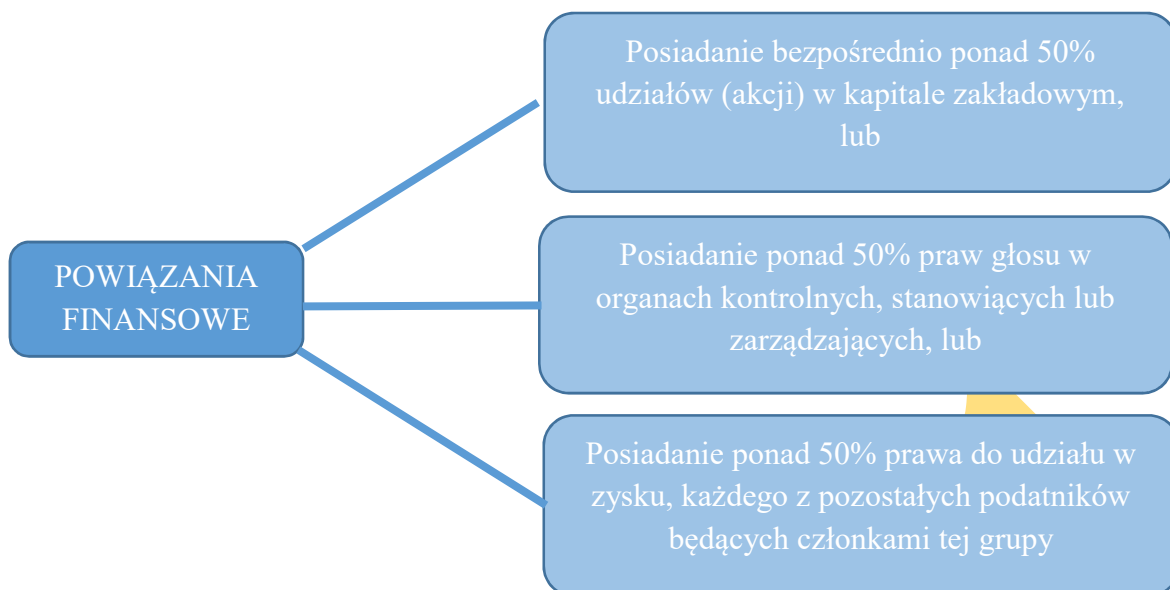 POWIĄZANIA
FINANSOWE
Posiadanie bezpośrednio ponad 50%
udziałów (akcji) w kapitale zakładowym,
lub
Posiadanie ponad 50% praw głosu w
organach kontrolnych, stanowiących lub
zarządzających, lub
Posiadanie ponad 50% prawa do udziału w
zysku, każdego z pozostałych podatników
będących członkami tej grupy